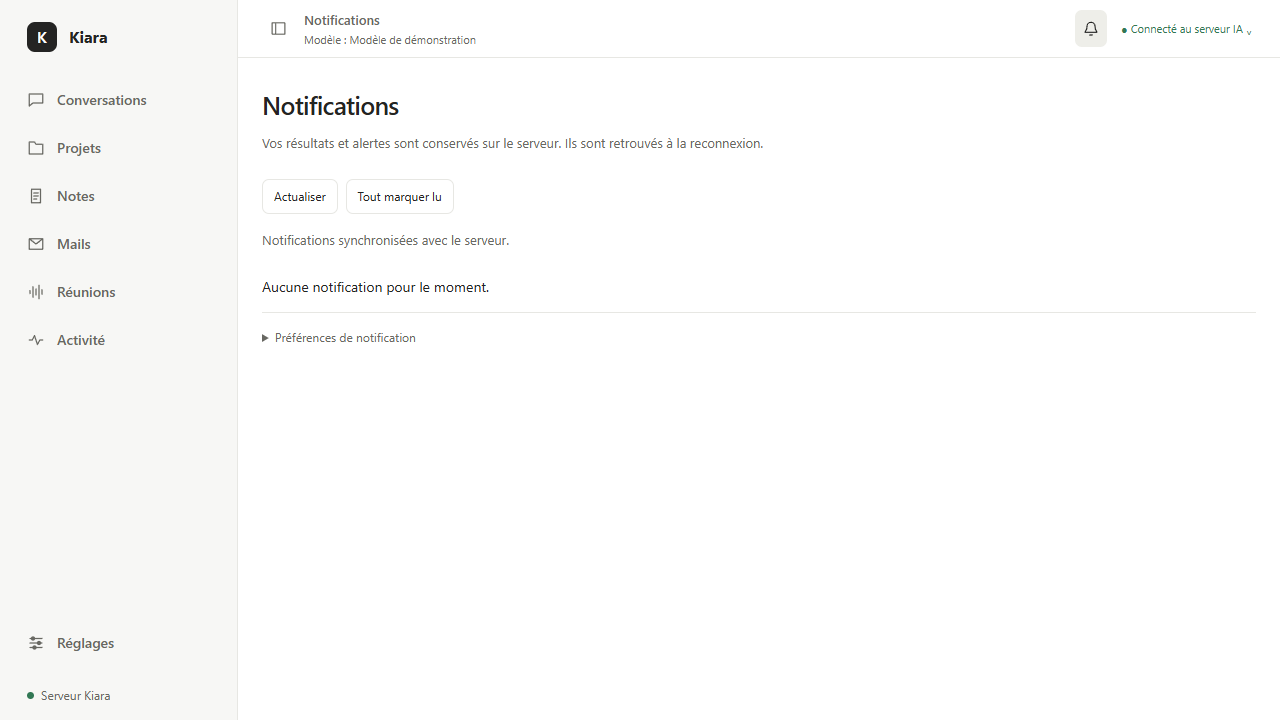 K Kiara
Conversations
Projets
Notes
Mails
Réunions
Activité
Réglages
Serveur Kiara
Notifications
Modèle : Modèle de démonstration
Connecté au serveur IA
Notifications
Vos résultats et alertes sont conservés sur le serveur. Ils sont retrouvés à la reconnexion.
Actualiser Tout marquer lu
Notifications synchronisées avec le serveur.
Aucune notification pour le moment.
Préférences de notification